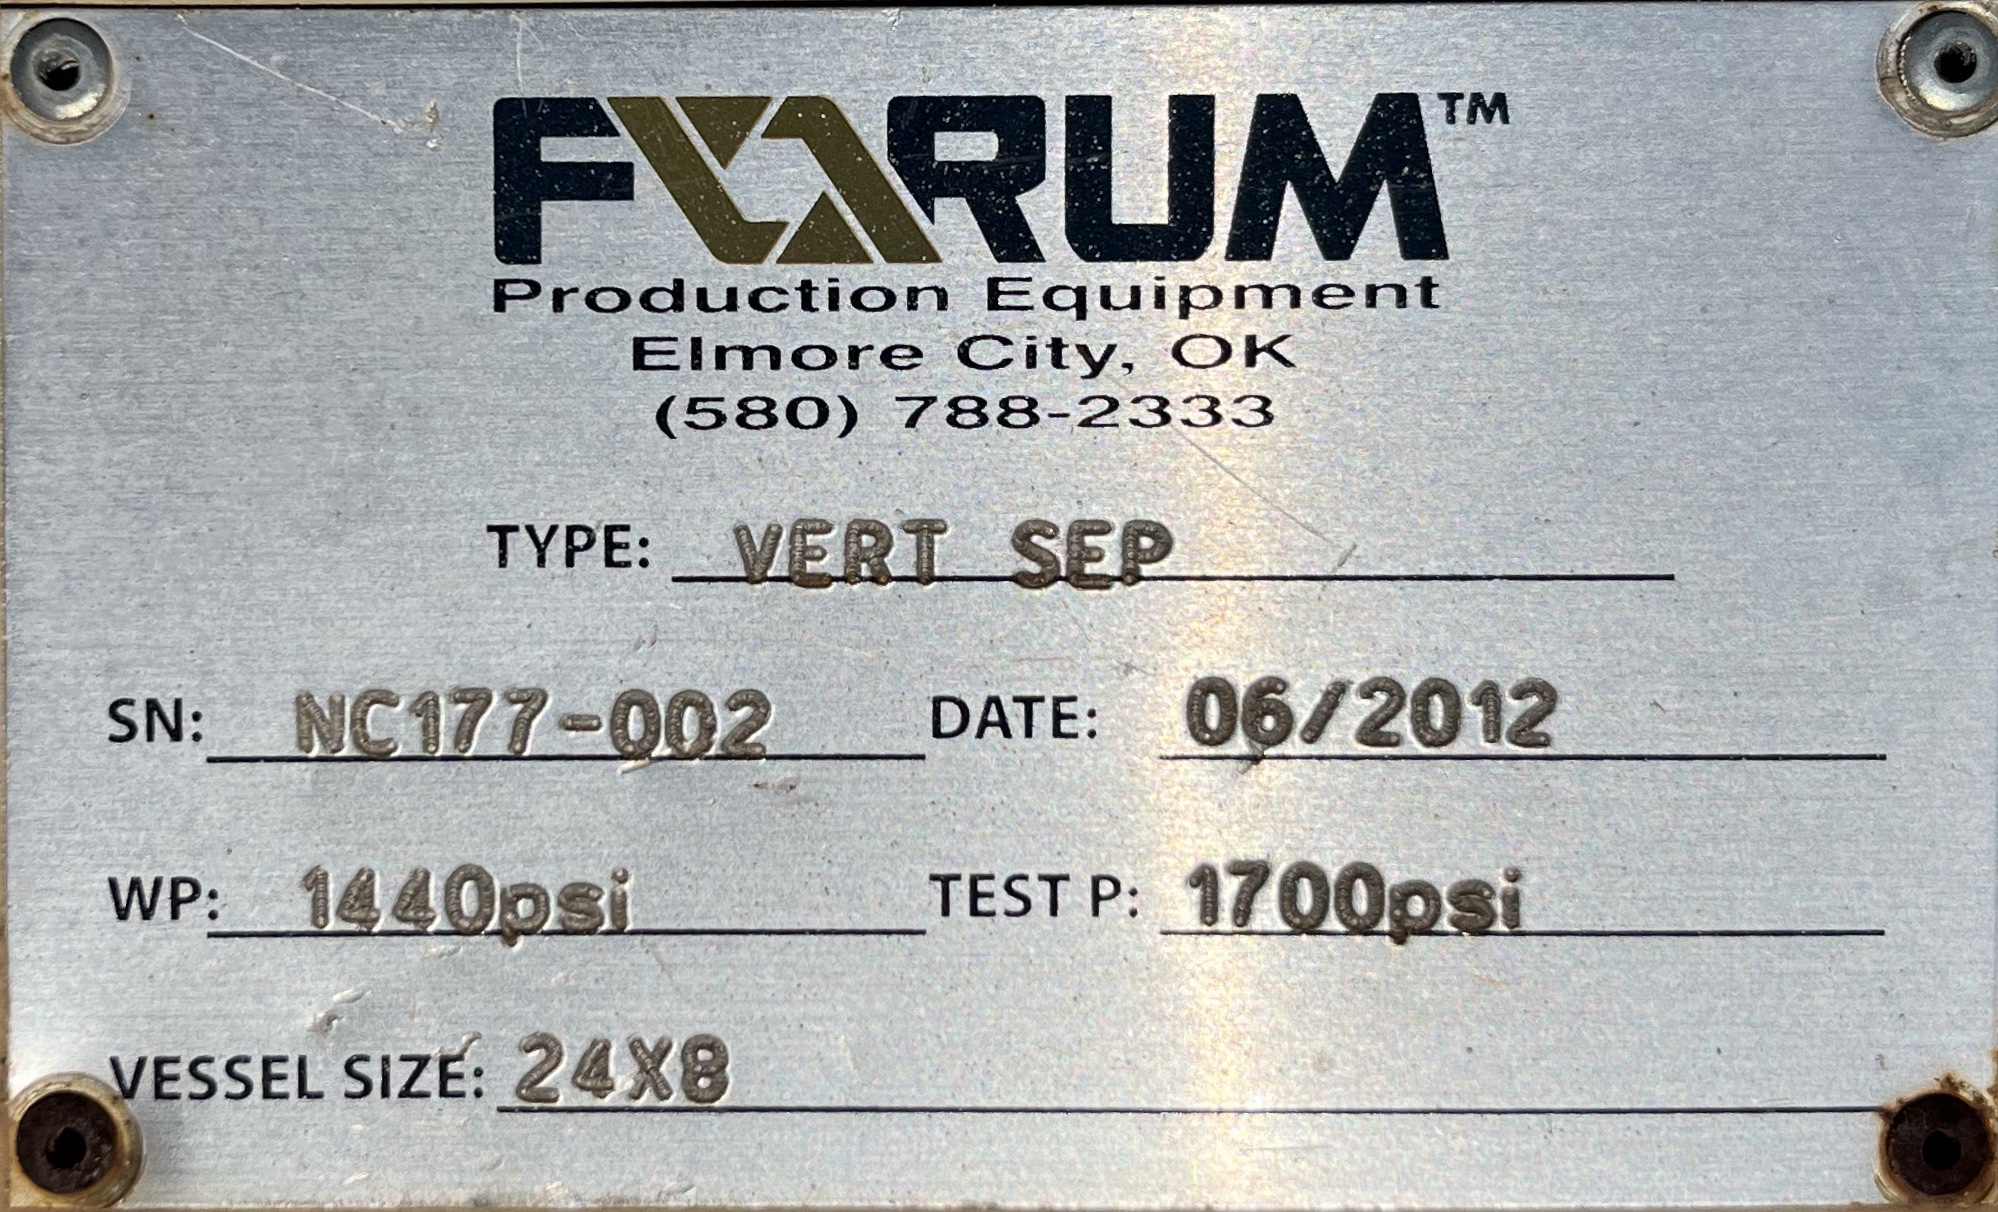 FORUM™
Production Equipment
Elmore City, OK
(580) 788-2333
TYPE: VERT SEP
SN: NC177-002 DATE: 06/2012
WP: 1440psi TEST P: 1700psi
VESSEL SIZE: 24X8